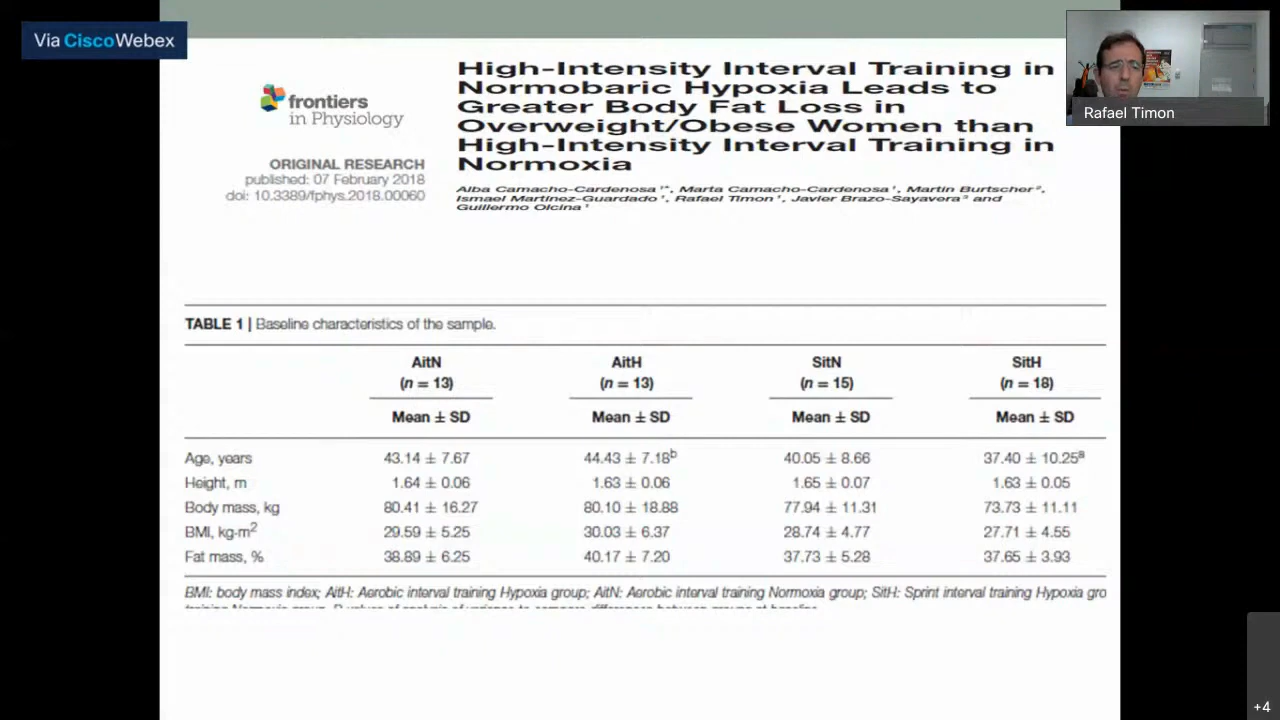 Via CiscoWebex
Rafael Timon
frontiers
in Physiology
ORIGINAL RESEARCH
published: 07 February 2018
doi: 10.3389/fphys.2018.00060
High-Intensity Interval Training in
Normobaric Hypoxia Leads to
Greater Body Fat Loss in
Overweight/Obese Women than
High-Intensity Interval Training in
Normoxia
Alba Camacho-Cardenosa 1*, Marta Camacho-Cardenosa 1, Martin Burtscher 2,
Ismael Martínez-Guardado 1, Rafael Timon 1, Javier Brazo-Sayavera 3 and
Guillermo Olcina 1
TABLE 1 | Baseline characteristics of the sample.
AitN AitH SitN SitH
(n = 13) (n = 13) (n = 15) (n = 18)
Mean ± SD Mean ± SD Mean ± SD Mean ± SD
Age, years 43.14 ± 7.67 44.43 ± 7.18b 40.05 ± 8.66 37.40 ± 10.25a
Height, m 1.64 ± 0.06 1.63 ± 0.06 1.65 ± 0.07 1.63 ± 0.05
Body mass, kg 80.41 ± 16.27 80.10 ± 18.88 77.94 ± 11.31 73.73 ± 11.11
BMI, kg·m2 29.59 ± 5.25 30.03 ± 6.37 28.74 ± 4.77 27.71 ± 4.55
Fat mass, % 38.89 ± 6.25 40.17 ± 7.20 37.73 ± 5.28 37.65 ± 3.93
BMI: body mass index; AitH: Aerobic interval training Hypoxia group; AitN: Aerobic interval training Normoxia group; SitH: Sprint interval training Hypoxia gro
+4